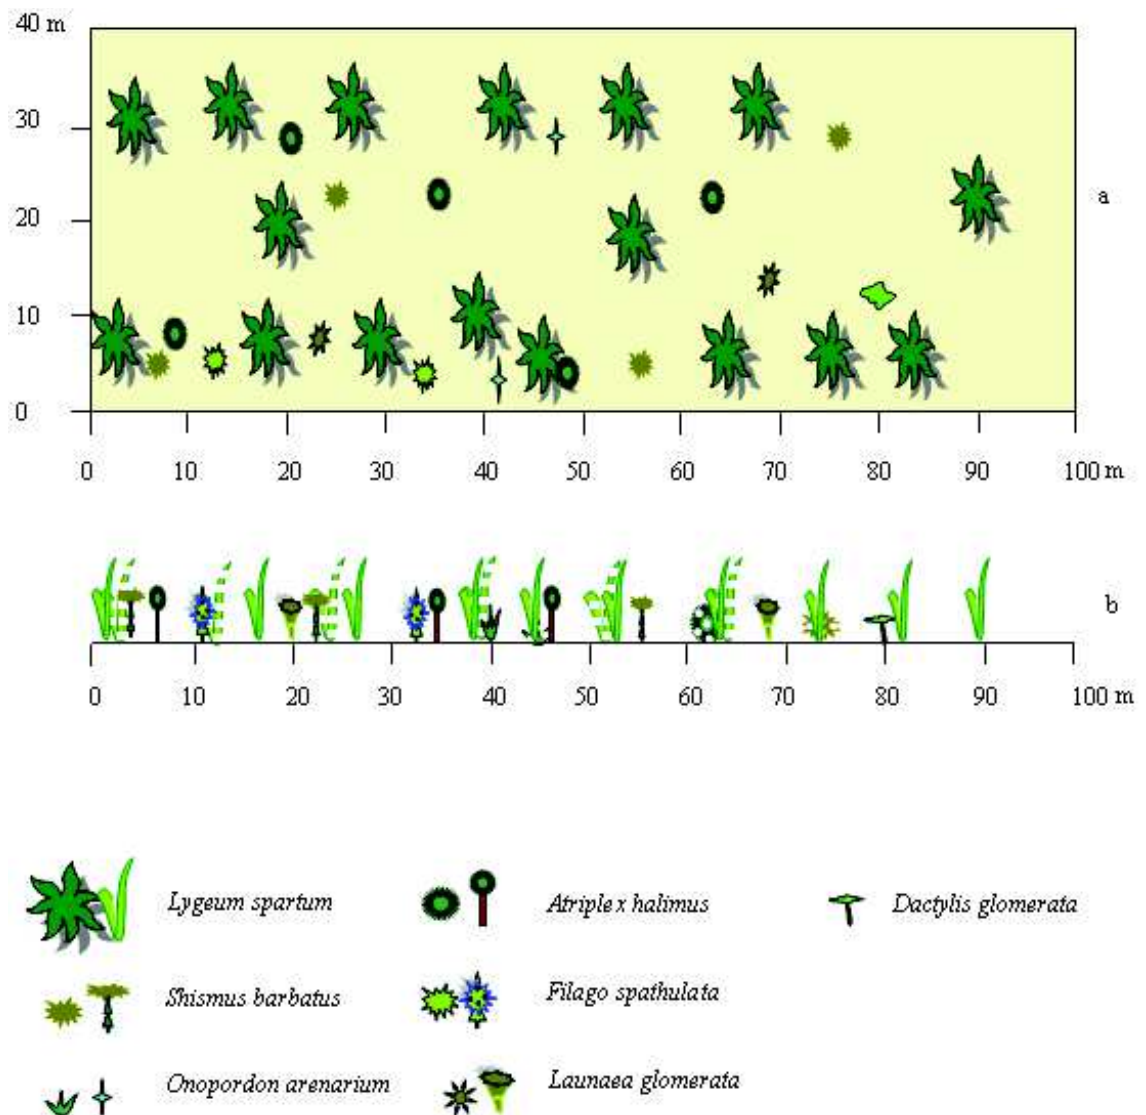 40 m
30
a
20
10
0
0 10 20 30 40 50 60 70 80 90 100 m
b
0 10 20 30 40 50 60 70 80 90 100 m
Lygeum spartum Atriplex halimus Dactylis glomerata
Shismus barbatus Filago spathulata
Onopordon arenarium Launaea glomerata